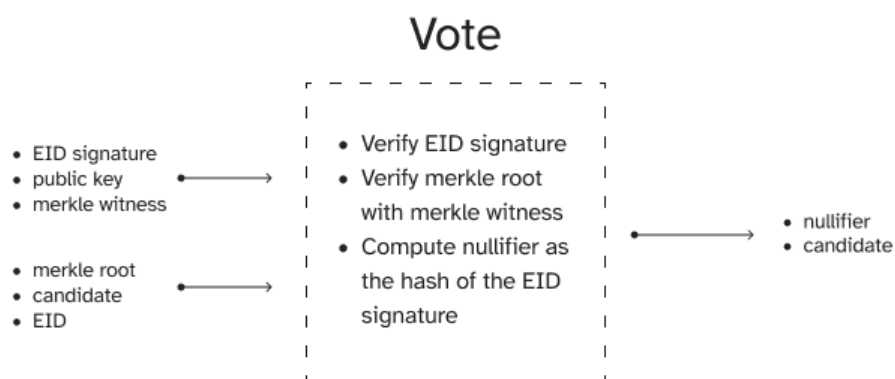 Vote
• EID signature
• public key
• merkle witness
• merkle root
• candidate
• EID
• Verify EID signature
• Verify merkle root
with merkle witness
• Compute nullifier as
the hash of the EID
signature
• nullifier
• candidate